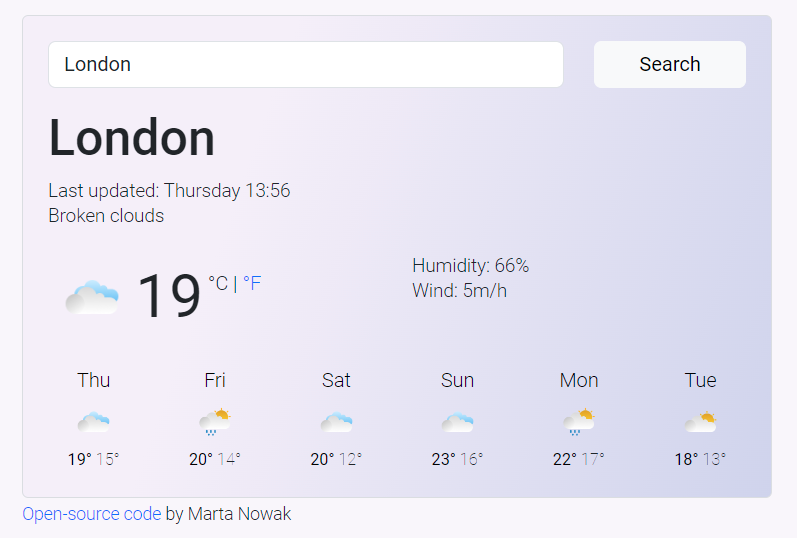 London
Search
London
Last updated: Thursday 13:56
Broken clouds
19 °C | °F
Humidity: 66%
Wind: 5m/h
Thu Fri Sat Sun Mon Tue
19° 15° 20° 14° 20° 12° 23° 16° 22° 17° 18° 13°
Open-source code by Marta Nowak